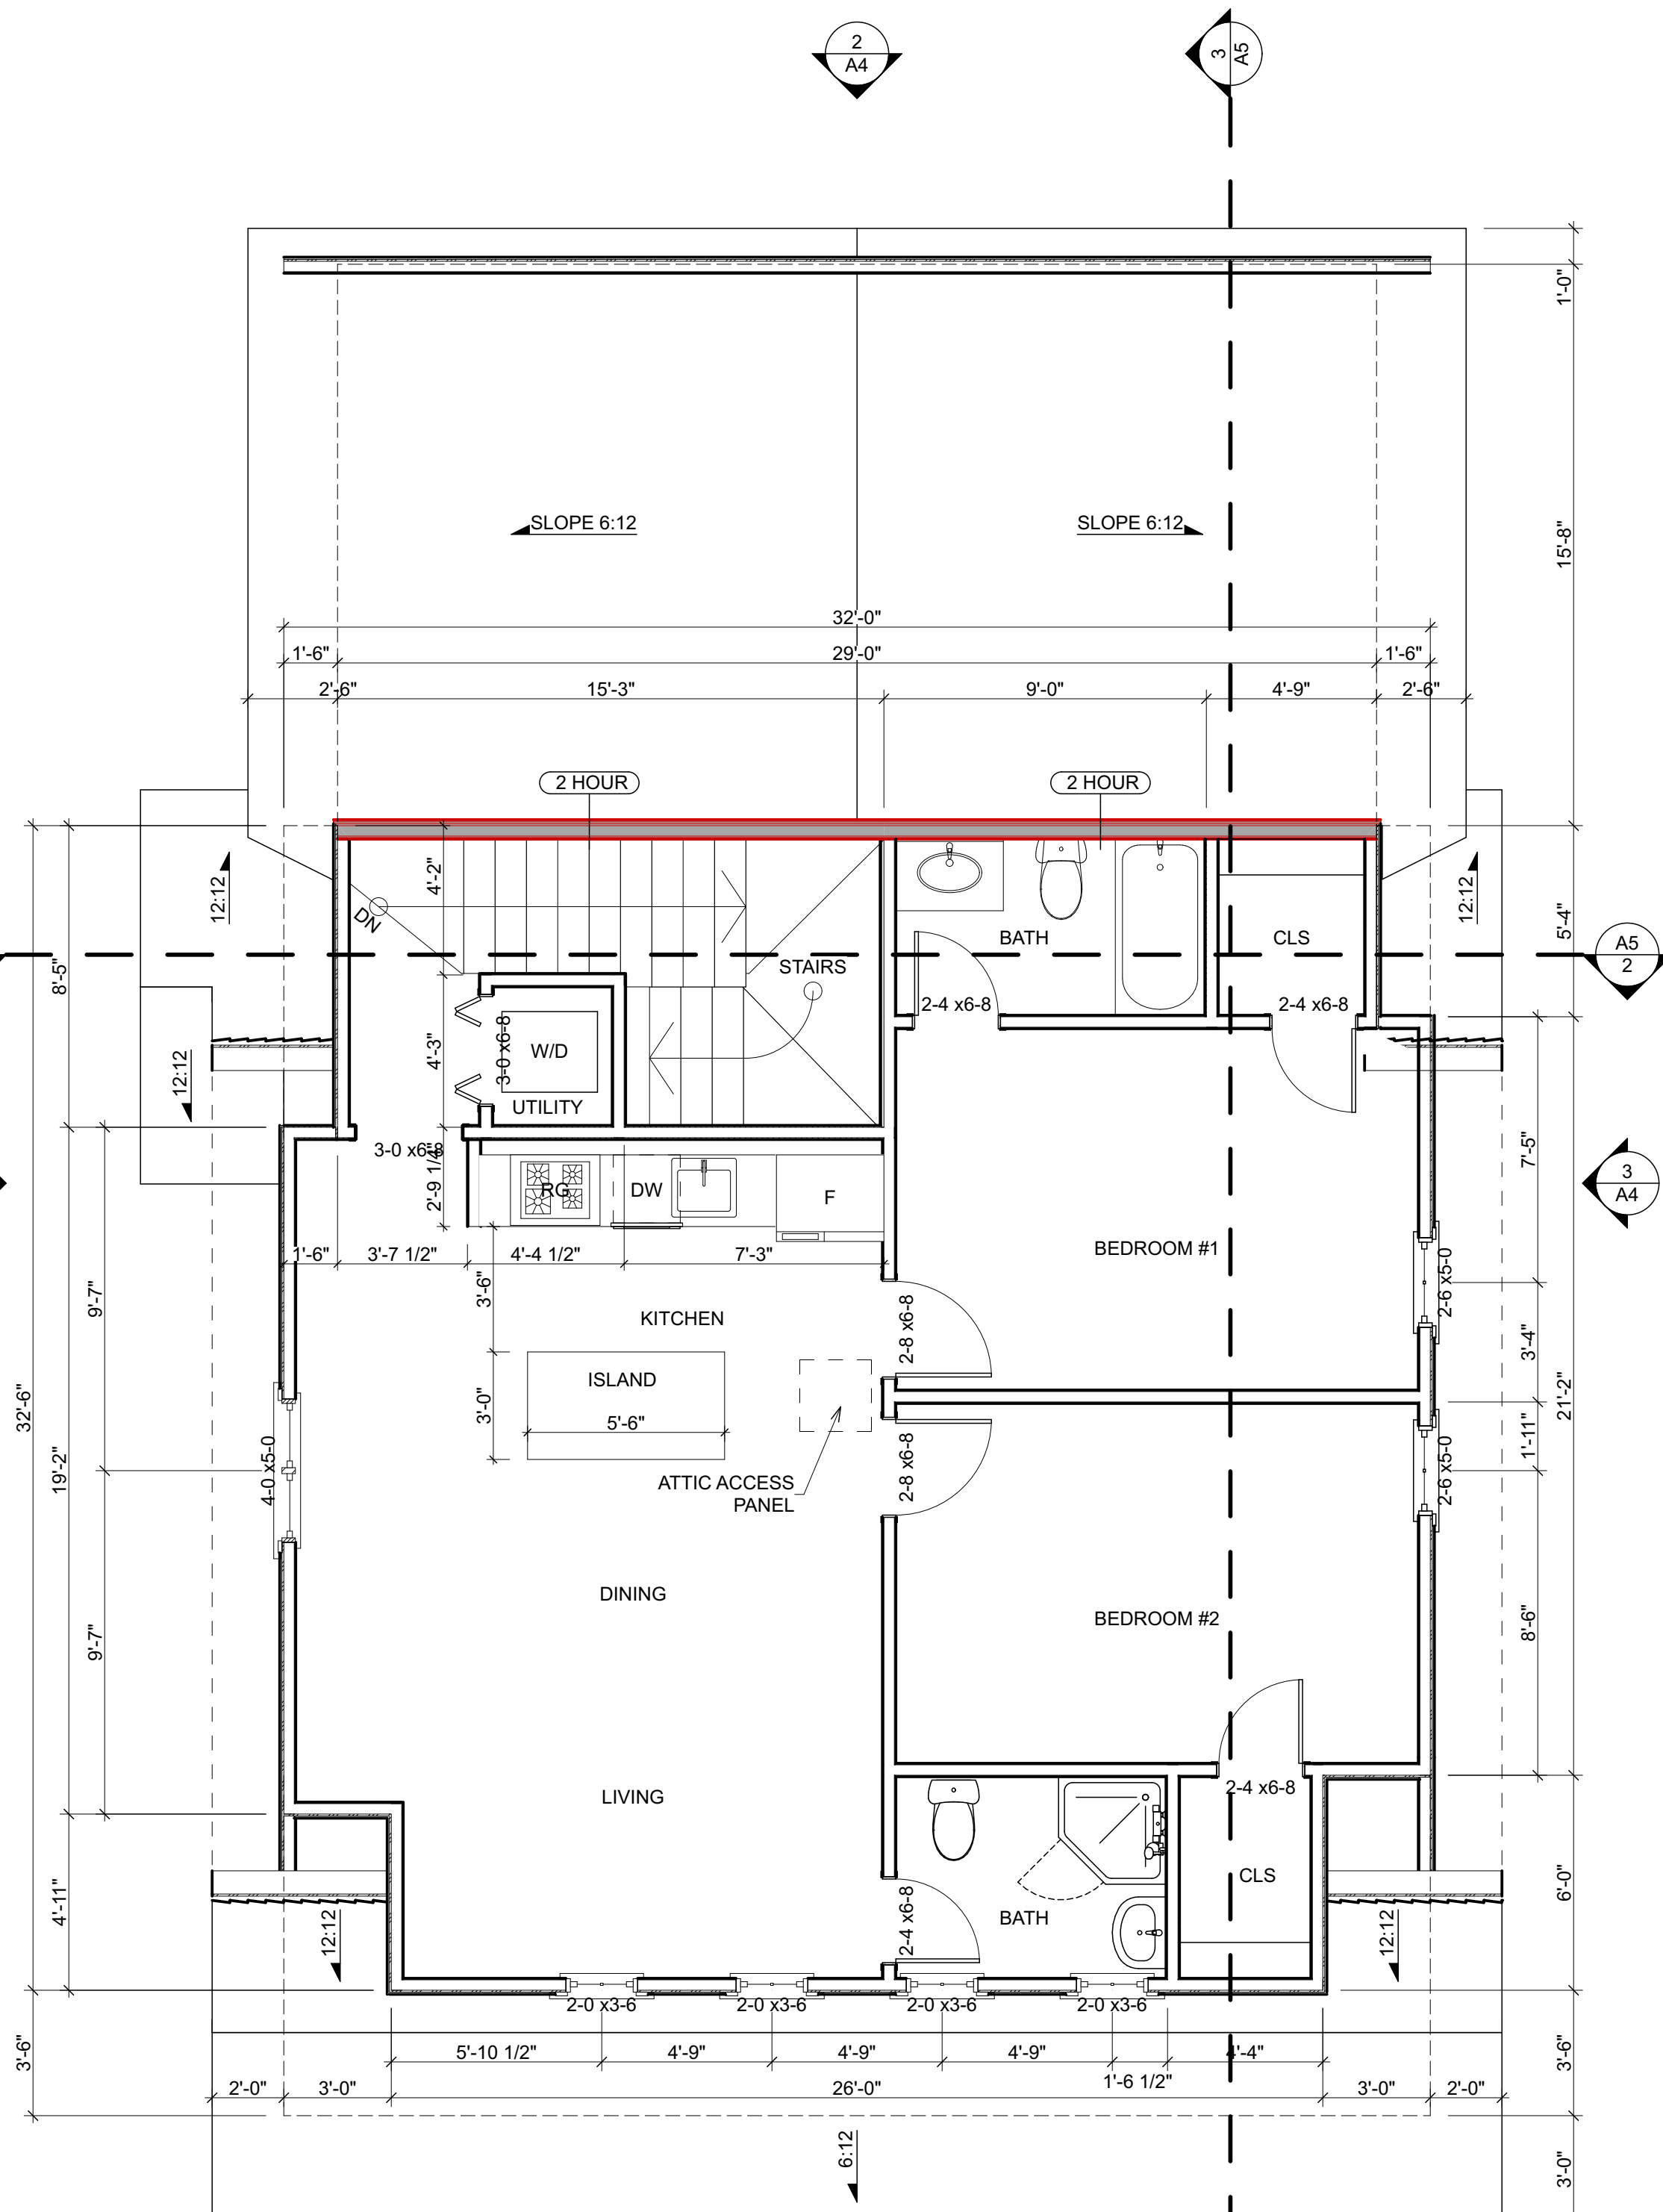 2
A4
3
A5
1'-0"
SLOPE 6:12
SLOPE 6:12
15'-8"
32'-0"
1'-6"
29'-0"
1'-6"
2'-6"
15'-3"
9'-0"
4'-9"
2'-6"
2 HOUR
2 HOUR
12:12
12:12
4'-2"
DN
STAIRS
BATH
CLS
5'-4"
A5
2
8'-5"
2-4 x6-8
2-4 x6-8
12:12
4'-3"
3-0 x6-8
W/D
UTILITY
3-0 x6-8
2'-9 1/4"
RG
DW
F
7'-5"
3
A4
1'-6"
3'-7 1/2"
4'-4 1/2"
7'-3"
BEDROOM #1
9'-7"
3'-6"
KITCHEN
2-8 x6-8
2-6 x5-0
3'-4"
32'-6"
3'-0"
ISLAND
5'-6"
21'-2"
19'-2"
4-0 x5-0
ATTIC ACCESS
PANEL
2-8 x6-8
2-6 x5-0
1'-11"
DINING
BEDROOM #2
9'-7"
8'-6"
LIVING
2-4 x6-8
4'-11"
CLS
6'-0"
12:12
2-4 x6-8
BATH
12:12
2-0 x3-6
2-0 x3-6
2-0 x3-6
2-0 x3-6
3'-6"
5'-10 1/2"
4'-9"
4'-9"
4'-9"
1'-6 1/2"
4'-4"
3'-6"
2'-0"
3'-0"
26'-0"
3'-0"
2'-0"
6:12
3'-0"